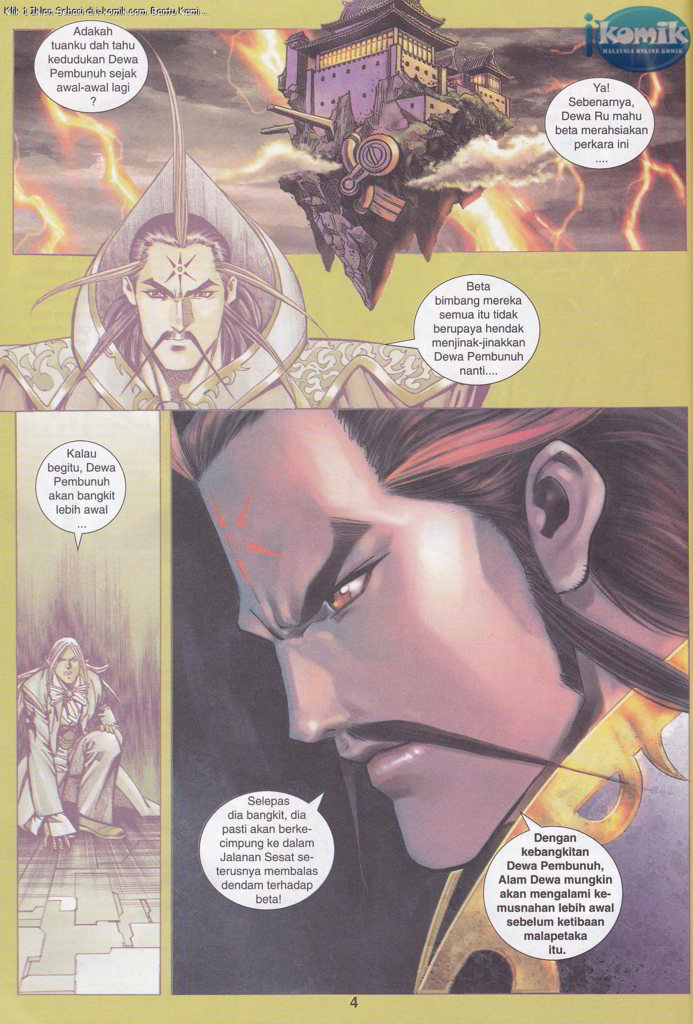 Klik 1 Iklan Sehari di i-komik.com, Bantu Kami ...
ikomik
MALAYSIA ONLINE KOMIK
Adakah
tuanku dah tahu
kedudukan Dewa
Pembunuh sejak
awal-awal lagi
?
Ya!
Sebenarnya,
Dewa Ru mahu
beta merahsiakan
perkara ini
....
Beta
bimbang mereka
semua itu tidak
berupaya hendak
menjinak-jinakkan
Dewa Pembunuh
nanti....
Kalau
begitu, Dewa
Pembunuh
akan bangkit
lebih awal
...
Selepas
dia bangkit, dia
pasti akan berke-
cimpung ke dalam
Jalanan Sesat se-
terusnya membalas
dendam terhadap
beta!
Dengan
kebangkitan
Dewa Pembunuh,
Alam Dewa mungkin
akan mengalami ke-
musnahan lebih awal
sebelum ketibaan
malapetaka
itu.
4